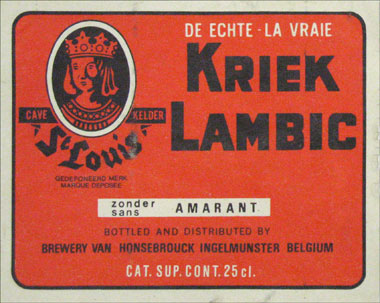 DE ECHTE · LA VRAIE
KRIEK
LAMBIC
CAVE KELDER
"St Louis"
GEDEPONEERD MERK
MARQUE DEPOSEE
zonder
sans AMARANT
BOTTLED AND DISTRIBUTED BY
BREWERY VAN HONSEBROUCK INGELMUNSTER BELGIUM
CAT. SUP. CONT. 25 cl.